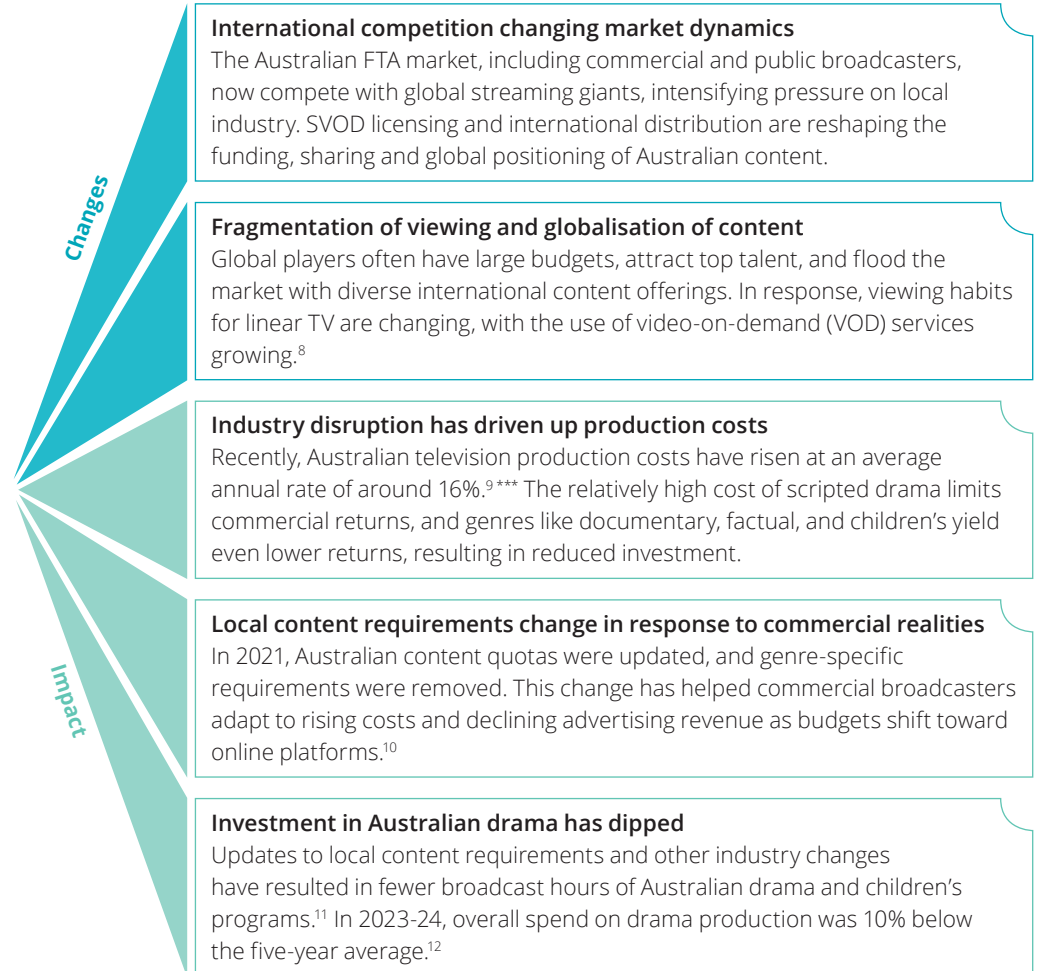 Changes
International competition changing market dynamics
The Australian FTA market, including commercial and public broadcasters,
now compete with global streaming giants, intensifying pressure on local
industry. SVOD licensing and international distribution are reshaping the
funding, sharing and global positioning of Australian content.
Fragmentation of viewing and globalisation of content
Global players often have large budgets, attract top talent, and flood the
market with diverse international content offerings. In response, viewing habits
for linear TV are changing, with the use of video-on-demand (VOD) services
growing.8
Impact
Industry disruption has driven up production costs
Recently, Australian television production costs have risen at an average
annual rate of around 16%.9 *** The relatively high cost of scripted drama limits
commercial returns, and genres like documentary, factual, and children’s yield
even lower returns, resulting in reduced investment.
Local content requirements change in response to commercial realities
In 2021, Australian content quotas were updated, and genre-specific
requirements were removed. This change has helped commercial broadcasters
adapt to rising costs and declining advertising revenue as budgets shift toward
online platforms.10
Investment in Australian drama has dipped
Updates to local content requirements and other industry changes
have resulted in fewer broadcast hours of Australian drama and children’s
programs.11 In 2023-24, overall spend on drama production was 10% below
the five-year average.12